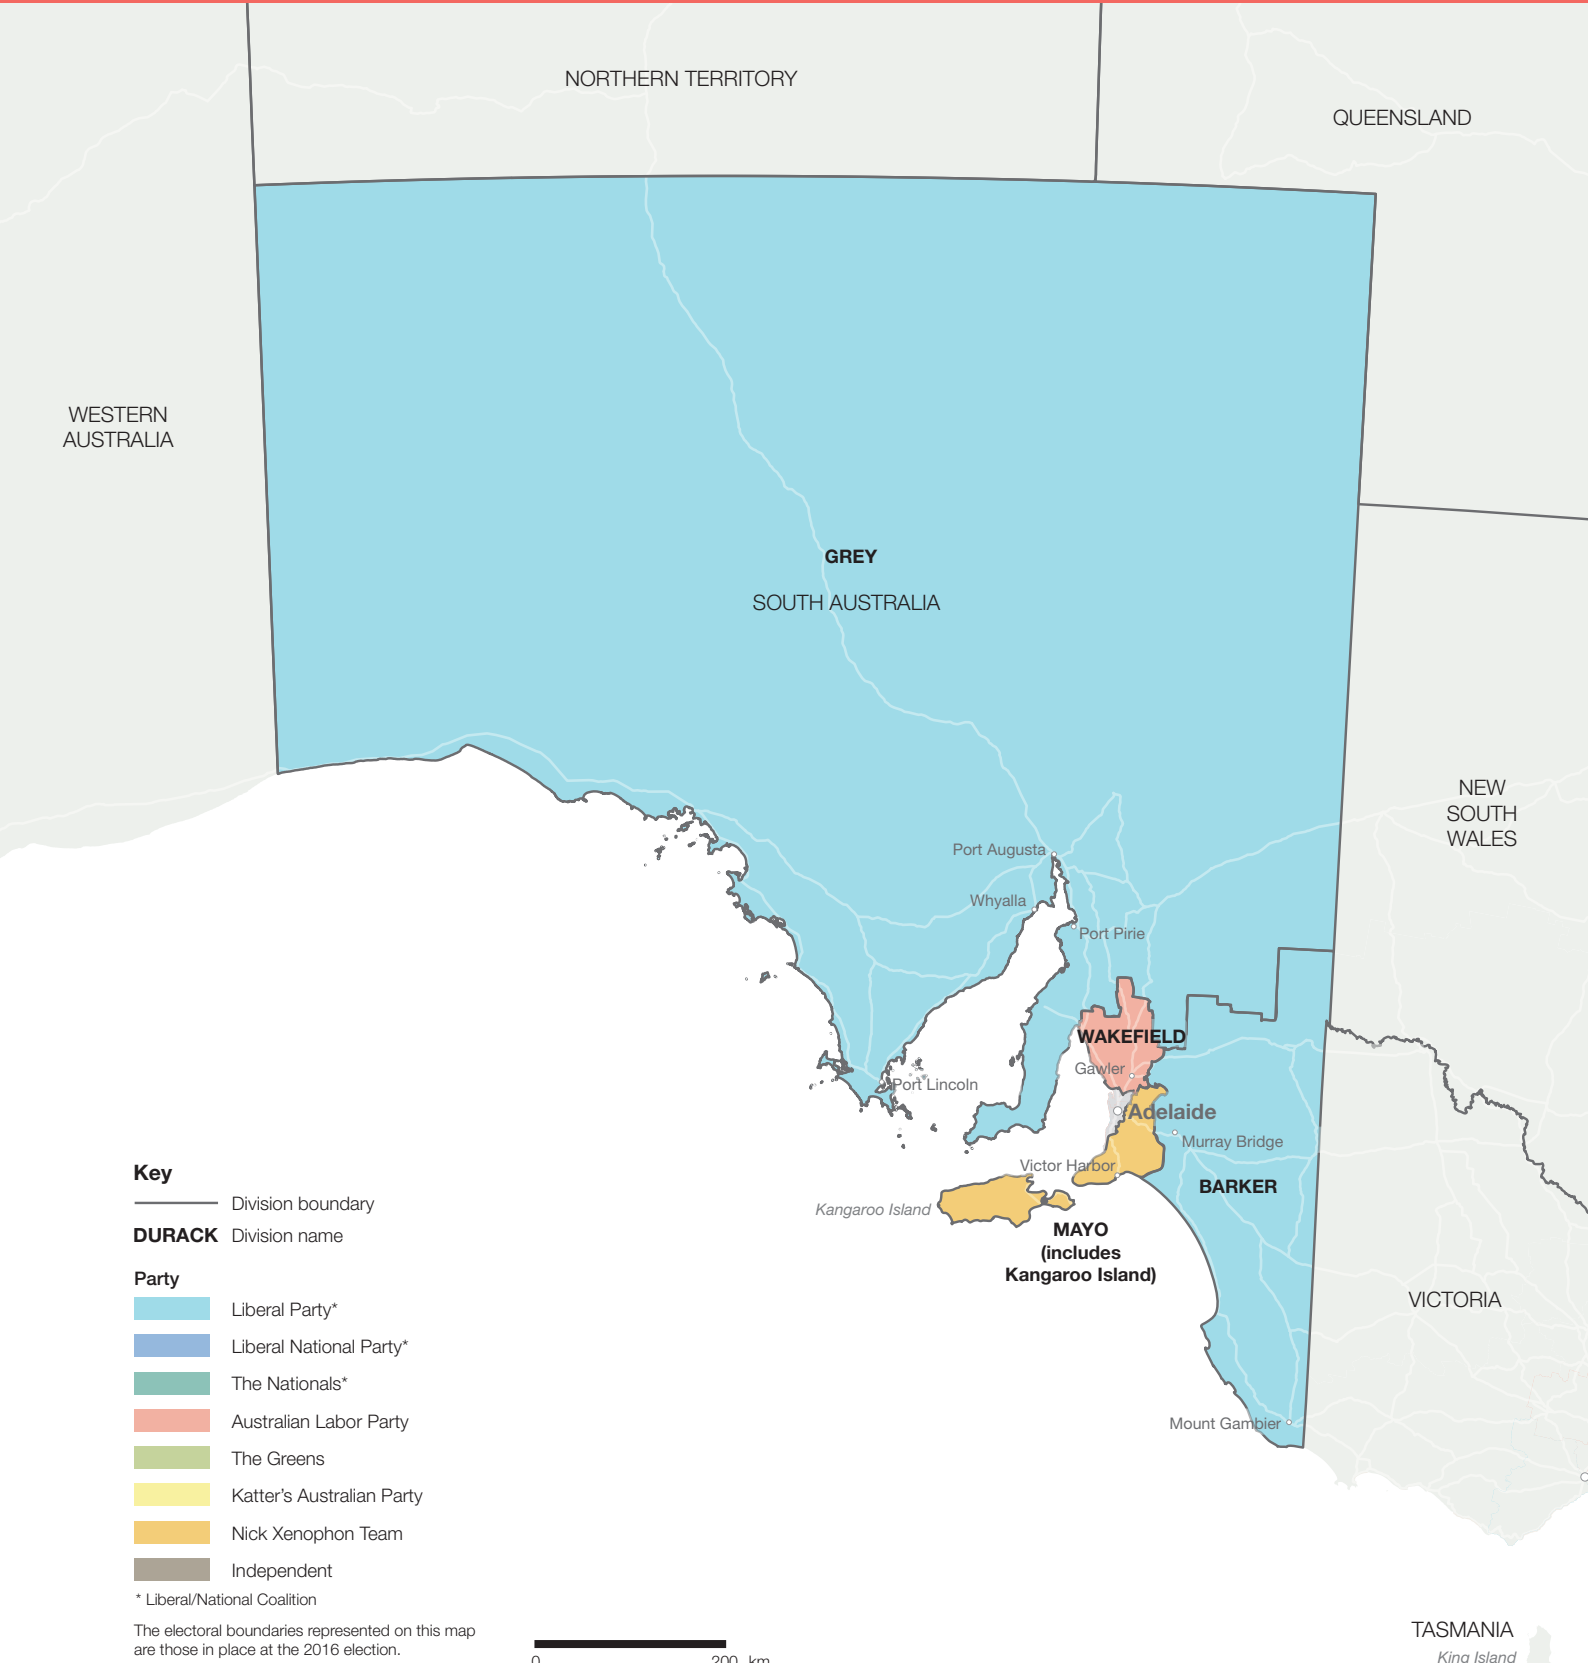 NORTHERN TERRITORY
QUEENSLAND
WESTERN
AUSTRALIA
GREY
SOUTH AUSTRALIA
NEW
SOUTH
WALES
Port Augusta
Whyalla
Port Pirie
WAKEFIELD
Gawler
Port Lincoln
Adelaide
Murray Bridge
Victor Harbor
BARKER
Kangaroo Island
MAYO
(includes
Kangaroo Island)
VICTORIA
Mount Gambier
Key
Division boundary
DURACK Division name
Party
Liberal Party*
Liberal National Party*
The Nationals*
Australian Labor Party
The Greens
Katter's Australian Party
Nick Xenophon Team
Independent
* Liberal/National Coalition
The electoral boundaries represented on this map
are those in place at the 2016 election.
0 200 km
TASMANIA
King Island